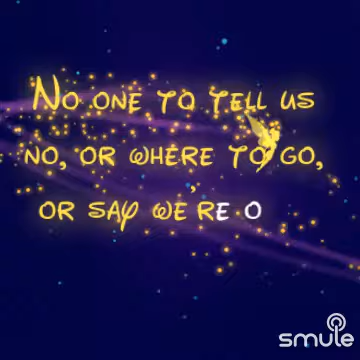 No one to tell us
no, or where to go,
or say we're o
smule